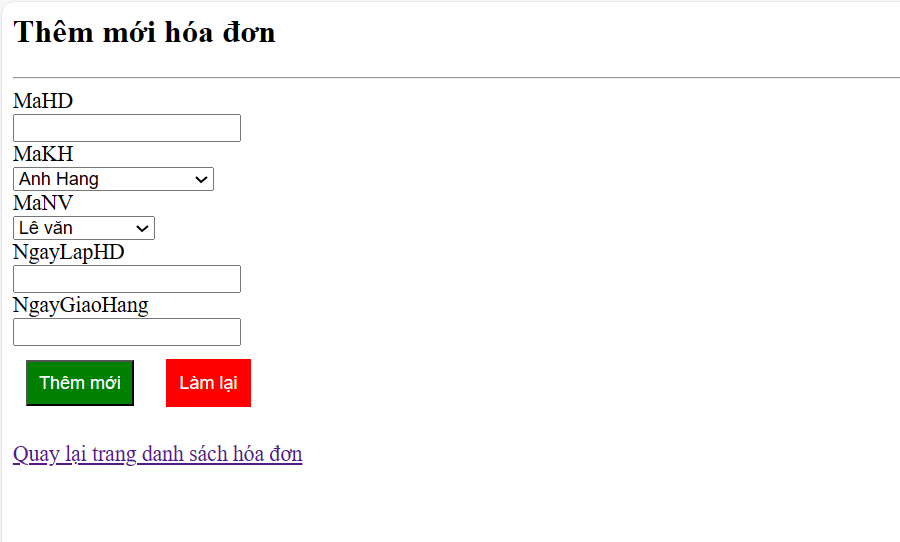 Thêm mới hóa đơn
MaHD
MaKH
Anh Hang
MaNV
Lê văn
NgayLapHD
NgayGiaoHang
Thêm mới Làm lại
Quay lại trang danh sách hóa đơn